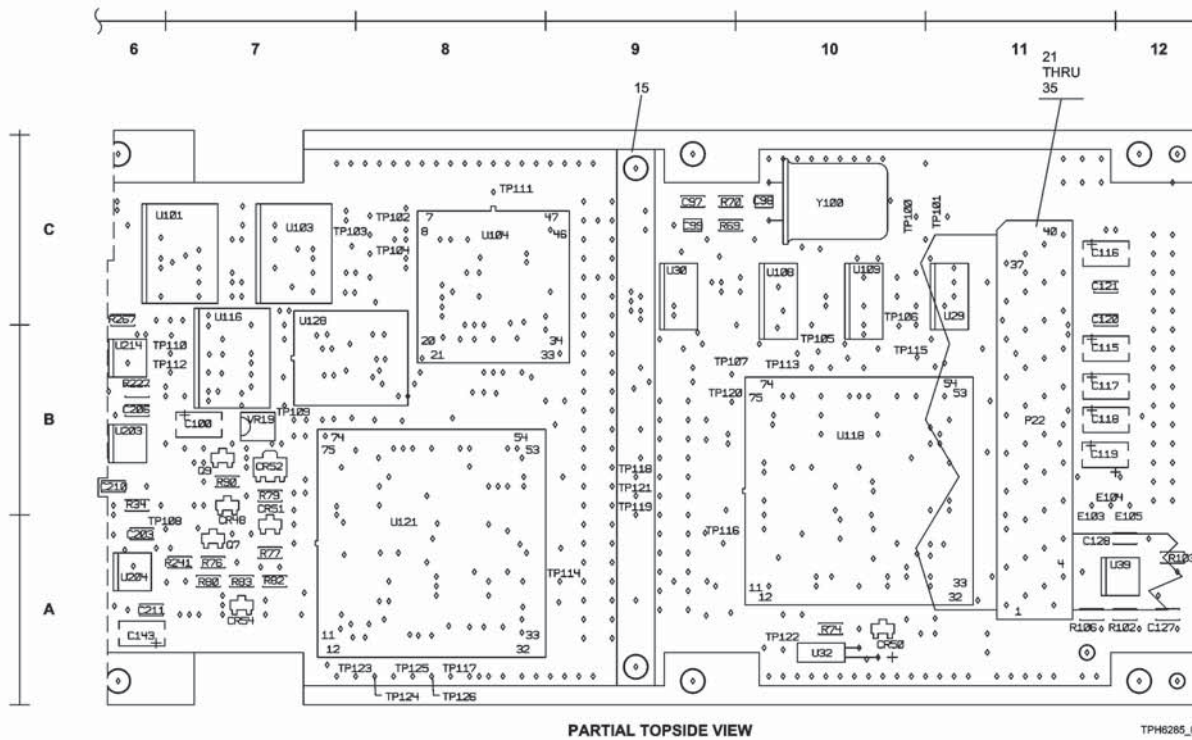 6 7 8 9 10 11 12
21
THRU
35
15
TP111
C97 R70 C98
Y100
TP100 TP101
U101 U103 TP102 7 47 40
TP103 8 U104 46 C99 R69
C
C
TP104 C116
37
U30 U108 U109 U29
C121
R267 U116 U128 TP106 C120
U214 TP110 20 34 TP105 C115
TP112 21 33 TP107 TP113 TP115
R227 74 54 C117
C206 TP109 TP120 75 53
B
B
C100 VR19 C118
U203 74 54 U118 P22
75 53
C119
Q9 CR52 TP118
C210 R90 TP121
R34 R79 TP119 E104
CR48 CR51 E103 E105
TP108 U121
C203 Q7 TP116 C128
R241 R76 R77 R103
U204 R80 R83 R82 TP114 11 33 4 U39
12 32
A
A
C211 CR54 1
C143 11 33 R74 R106 R102 C127
12 32 TP122 CR50
U32
TP123 TP125 TP117
TP124 TP126
PARTIAL TOPSIDE VIEW